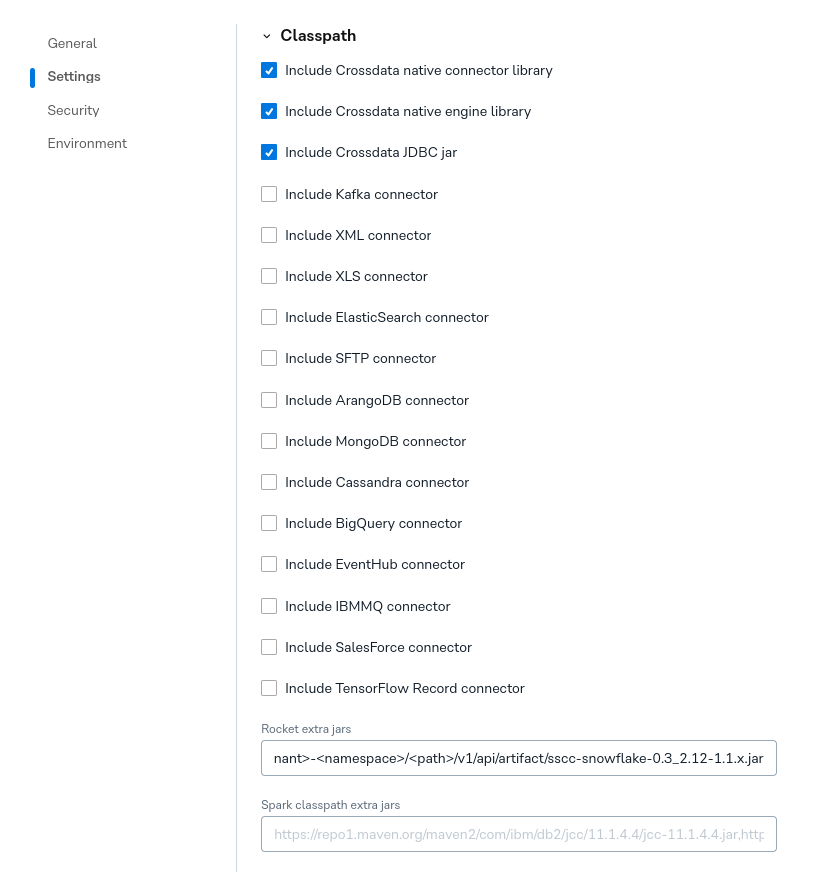 General
Settings
Security
Environment
Classpath
Include Crossdata native connector library
Include Crossdata native engine library
Include Crossdata JDBC jar
Include Kafka connector
Include XML connector
Include XLS connector
Include ElasticSearch connector
Include SFTP connector
Include ArangoDB connector
Include MongoDB connector
Include Cassandra connector
Include BigQuery connector
Include EventHub connector
Include IBMMQ connector
Include SalesForce connector
Include TensorFlow Record connector
Rocket extra jars
nant>-<namespace>/<path>/v1/api/artifact/sscc-snowflake-0.3_2.12-1.1.x.jar
Spark classpath extra jars
https://repo1.maven.org/maven2/com/ibm/db2/jcc/11.1.4.4/jcc-11.1.4.4.jar,http